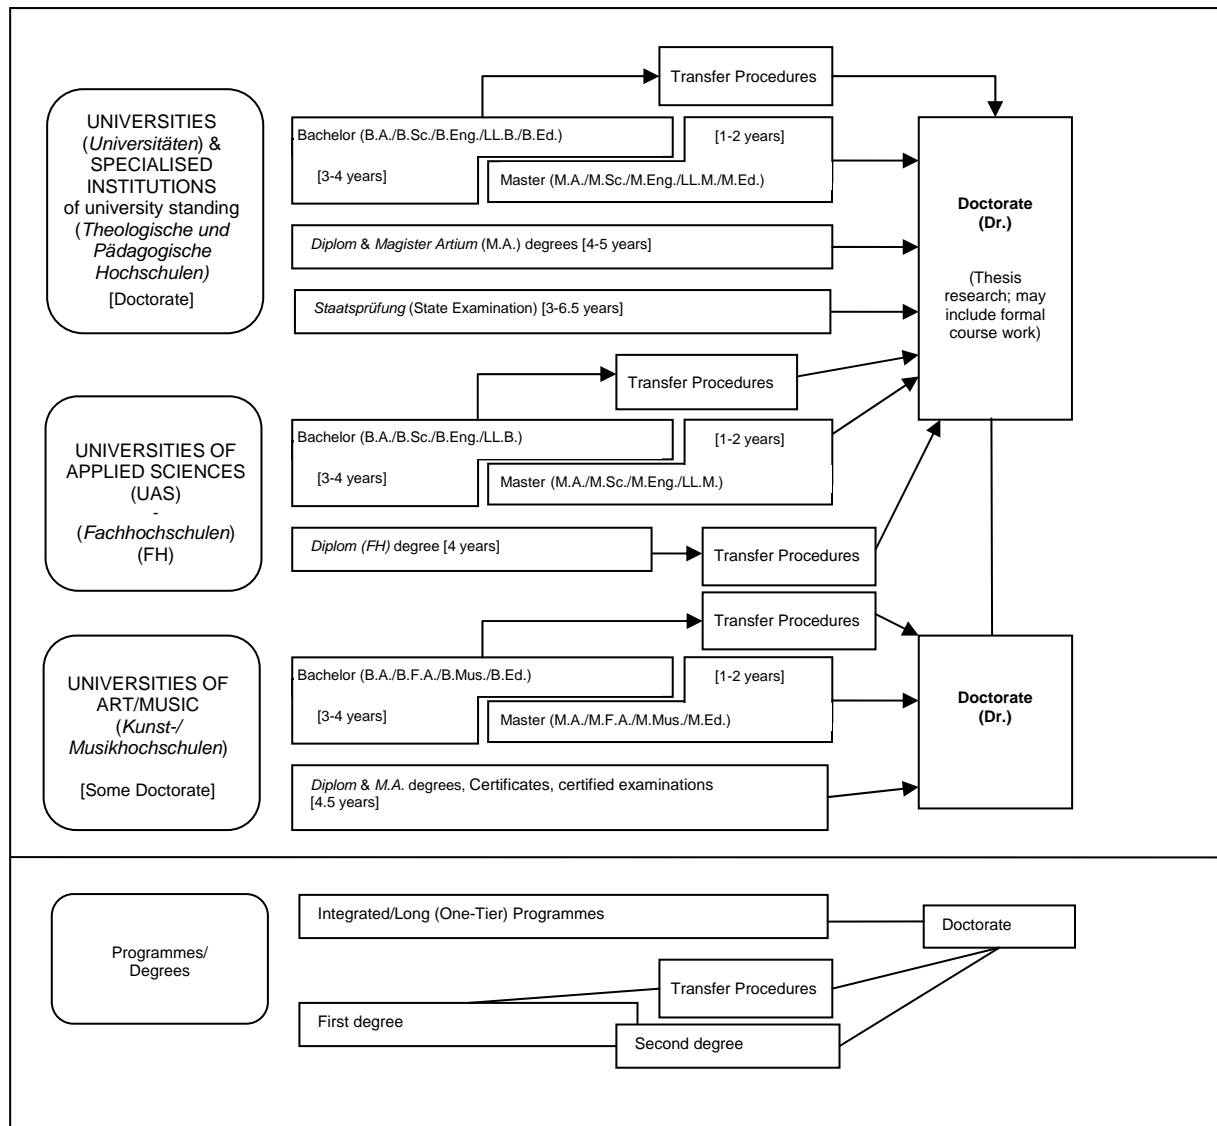 Transfer Procedures
UNIVERSITIES
(Universitäten) &
SPECIALISED
INSTITUTIONS
of university standing
(Theologische und
Pädagogische
Hochschulen)
[Doctorate]
Bachelor (B.A./B.Sc./B.Eng./LL.B./B.Ed.)
[3-4 years]
[1-2 years]
Master (M.A./M.Sc./M.Eng./LL.M./M.Ed.)
Diplom & Magister Artium (M.A.) degrees [4-5 years]
Staatsprüfung (State Examination) [3-6.5 years]
Doctorate
(Dr.)
(Thesis
research; may
include formal
course work)
Transfer Procedures
UNIVERSITIES OF
APPLIED SCIENCES
(UAS)
-
(Fachhochschulen)
(FH)
Bachelor (B.A./B.Sc./B.Eng./LL.B.)
[3-4 years]
[1-2 years]
Master (M.A./M.Sc./M.Eng./LL.M.)
Diplom (FH) degree [4 years]
Transfer Procedures
Transfer Procedures
UNIVERSITIES OF
ART/MUSIC
(Kunst-/
Musikhochschulen)
[Some Doctorate]
Bachelor (B.A./B.F.A./B.Mus./B.Ed.)
[3-4 years]
[1-2 years]
Master (M.A./M.F.A./M.Mus./M.Ed.)
Diplom & M.A. degrees, Certificates, certified examinations
[4.5 years]
Doctorate
(Dr.)
Programmes/
Degrees
Integrated/Long (One-Tier) Programmes
Doctorate
Transfer Procedures
First degree
Second degree